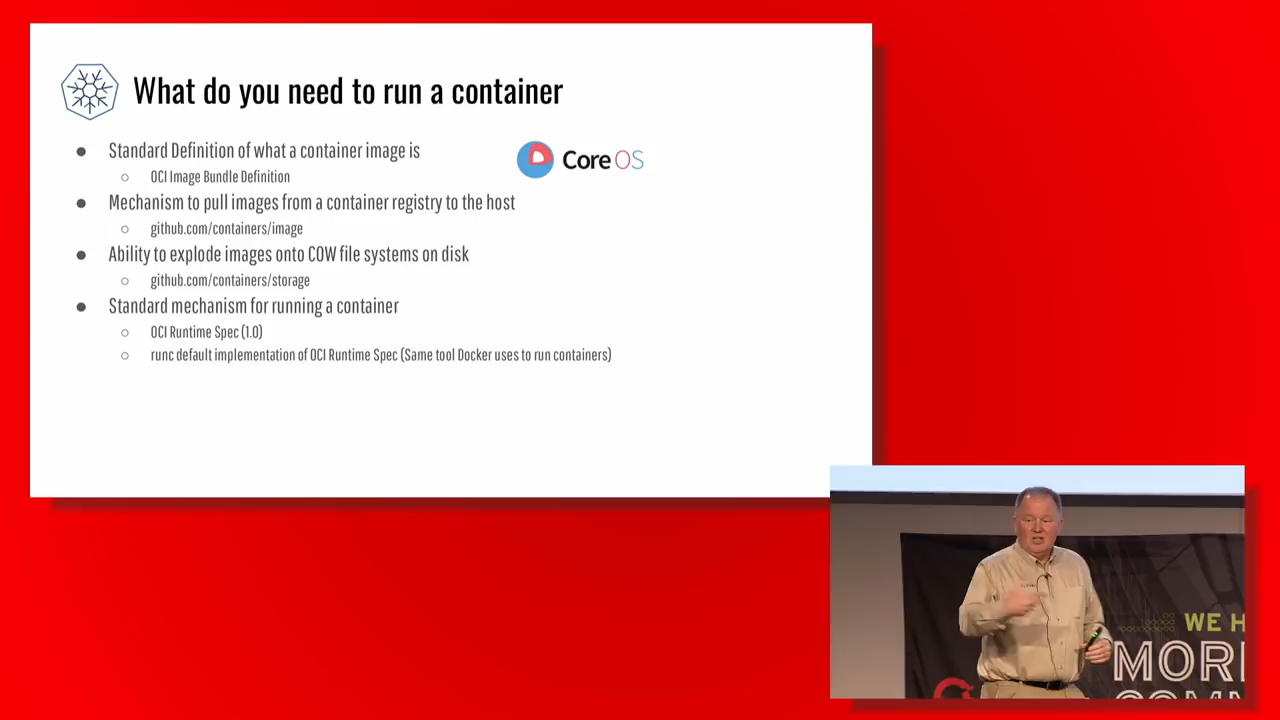 What do you need to run a container
● Standard Definition of what a container image is
○ OCI Image Bundle Definition
Core OS
● Mechanism to pull images from a container registry to the host
○ github.com/containers/image
● Ability to explode images onto COW file systems on disk
○ github.com/containers/storage
● Standard mechanism for running a container
○ OCI Runtime Spec (1.0)
○ runc default implementation of OCI Runtime Spec (Same tool Docker uses to run containers)
WE H
MORE
COMM